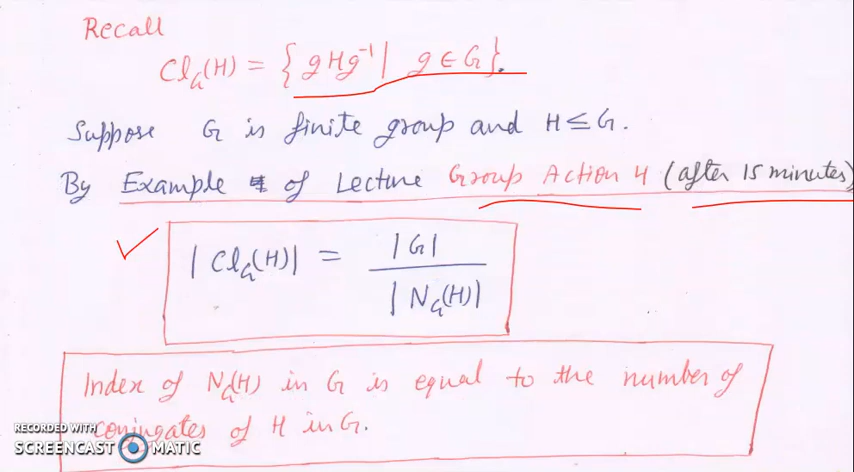 Recall
Cl_G(H) = { gHg⁻¹ | g ∈ G }.
Suppose G is finite group and H ≤ G.
By Example 4 of Lecture Group Action 4 (after 15 minutes)
| Cl_G(H) | = |G| / | N_G(H) |
Index of N_G(H) in G is equal to the number of
conjugates of H in G.
RECORDED WITH
SCREENCAST MATIC